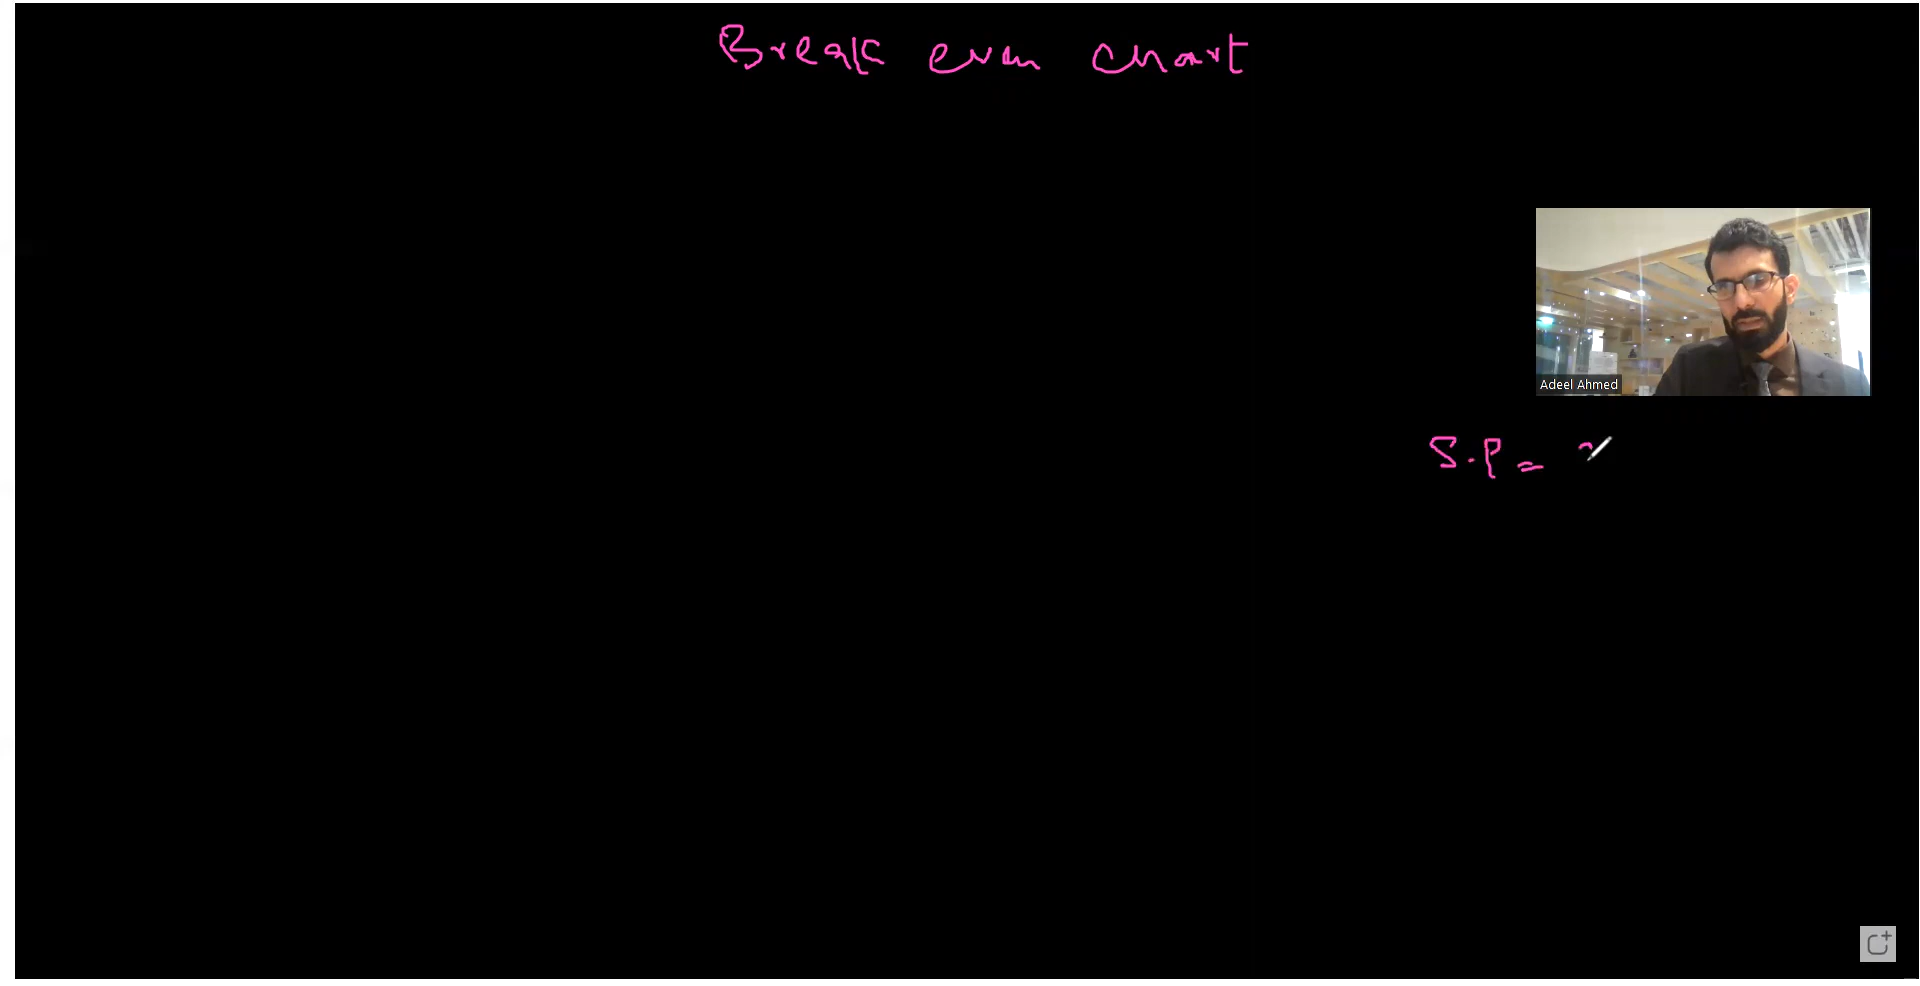 Break even chart
Adeel Ahmed
S.P =